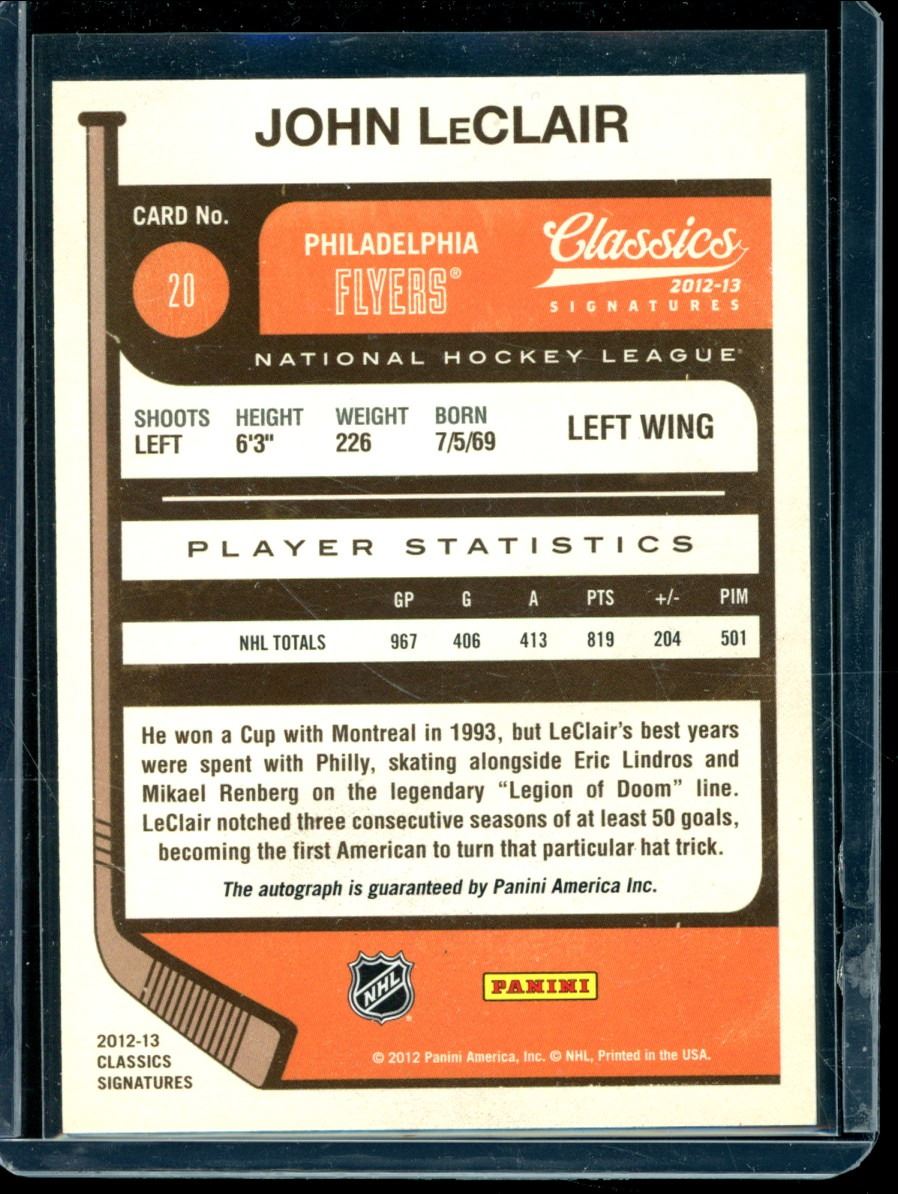 JOHN LeCLAIR
CARD No.
20
PHILADELPHIA
FLYERS®
Classics
2012-13
SIGNATURES
NATIONAL HOCKEY LEAGUE
SHOOTS HEIGHT WEIGHT BORN
LEFT 6'3" 226 7/5/69
LEFT WING
PLAYER STATISTICS
GP G A PTS +/- PIM
NHL TOTALS 967 406 413 819 204 501
He won a Cup with Montreal in 1993, but LeClair's best years
were spent with Philly, skating alongside Eric Lindros and
Mikael Renberg on the legendary "Legion of Doom" line.
LeClair notched three consecutive seasons of at least 50 goals,
becoming the first American to turn that particular hat trick.
The autograph is guaranteed by Panini America Inc.
NHL
PANINI
2012-13
CLASSICS
SIGNATURES
© 2012 Panini America, Inc. © NHL, Printed in the USA.